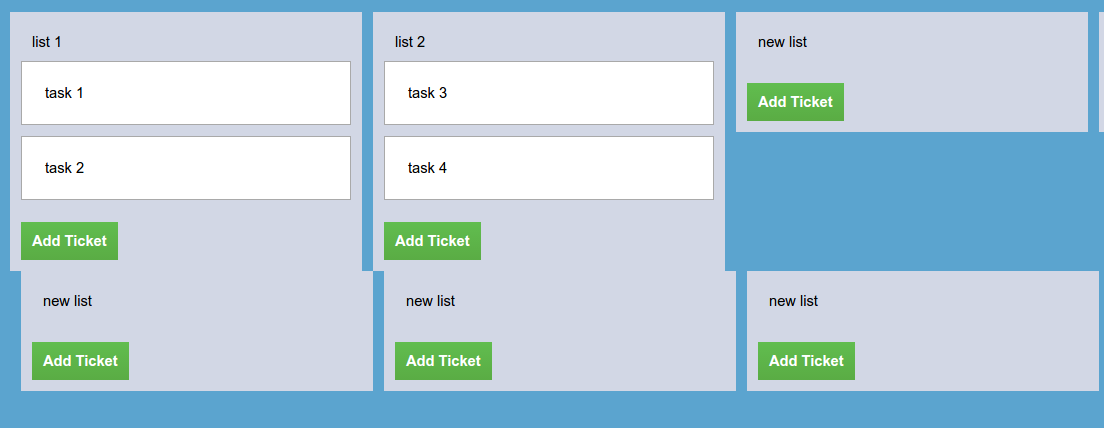 list 1
list 2
new list
task 1
task 3
Add Ticket
task 2
task 4
Add Ticket
Add Ticket
new list
new list
new list
Add Ticket
Add Ticket
Add Ticket